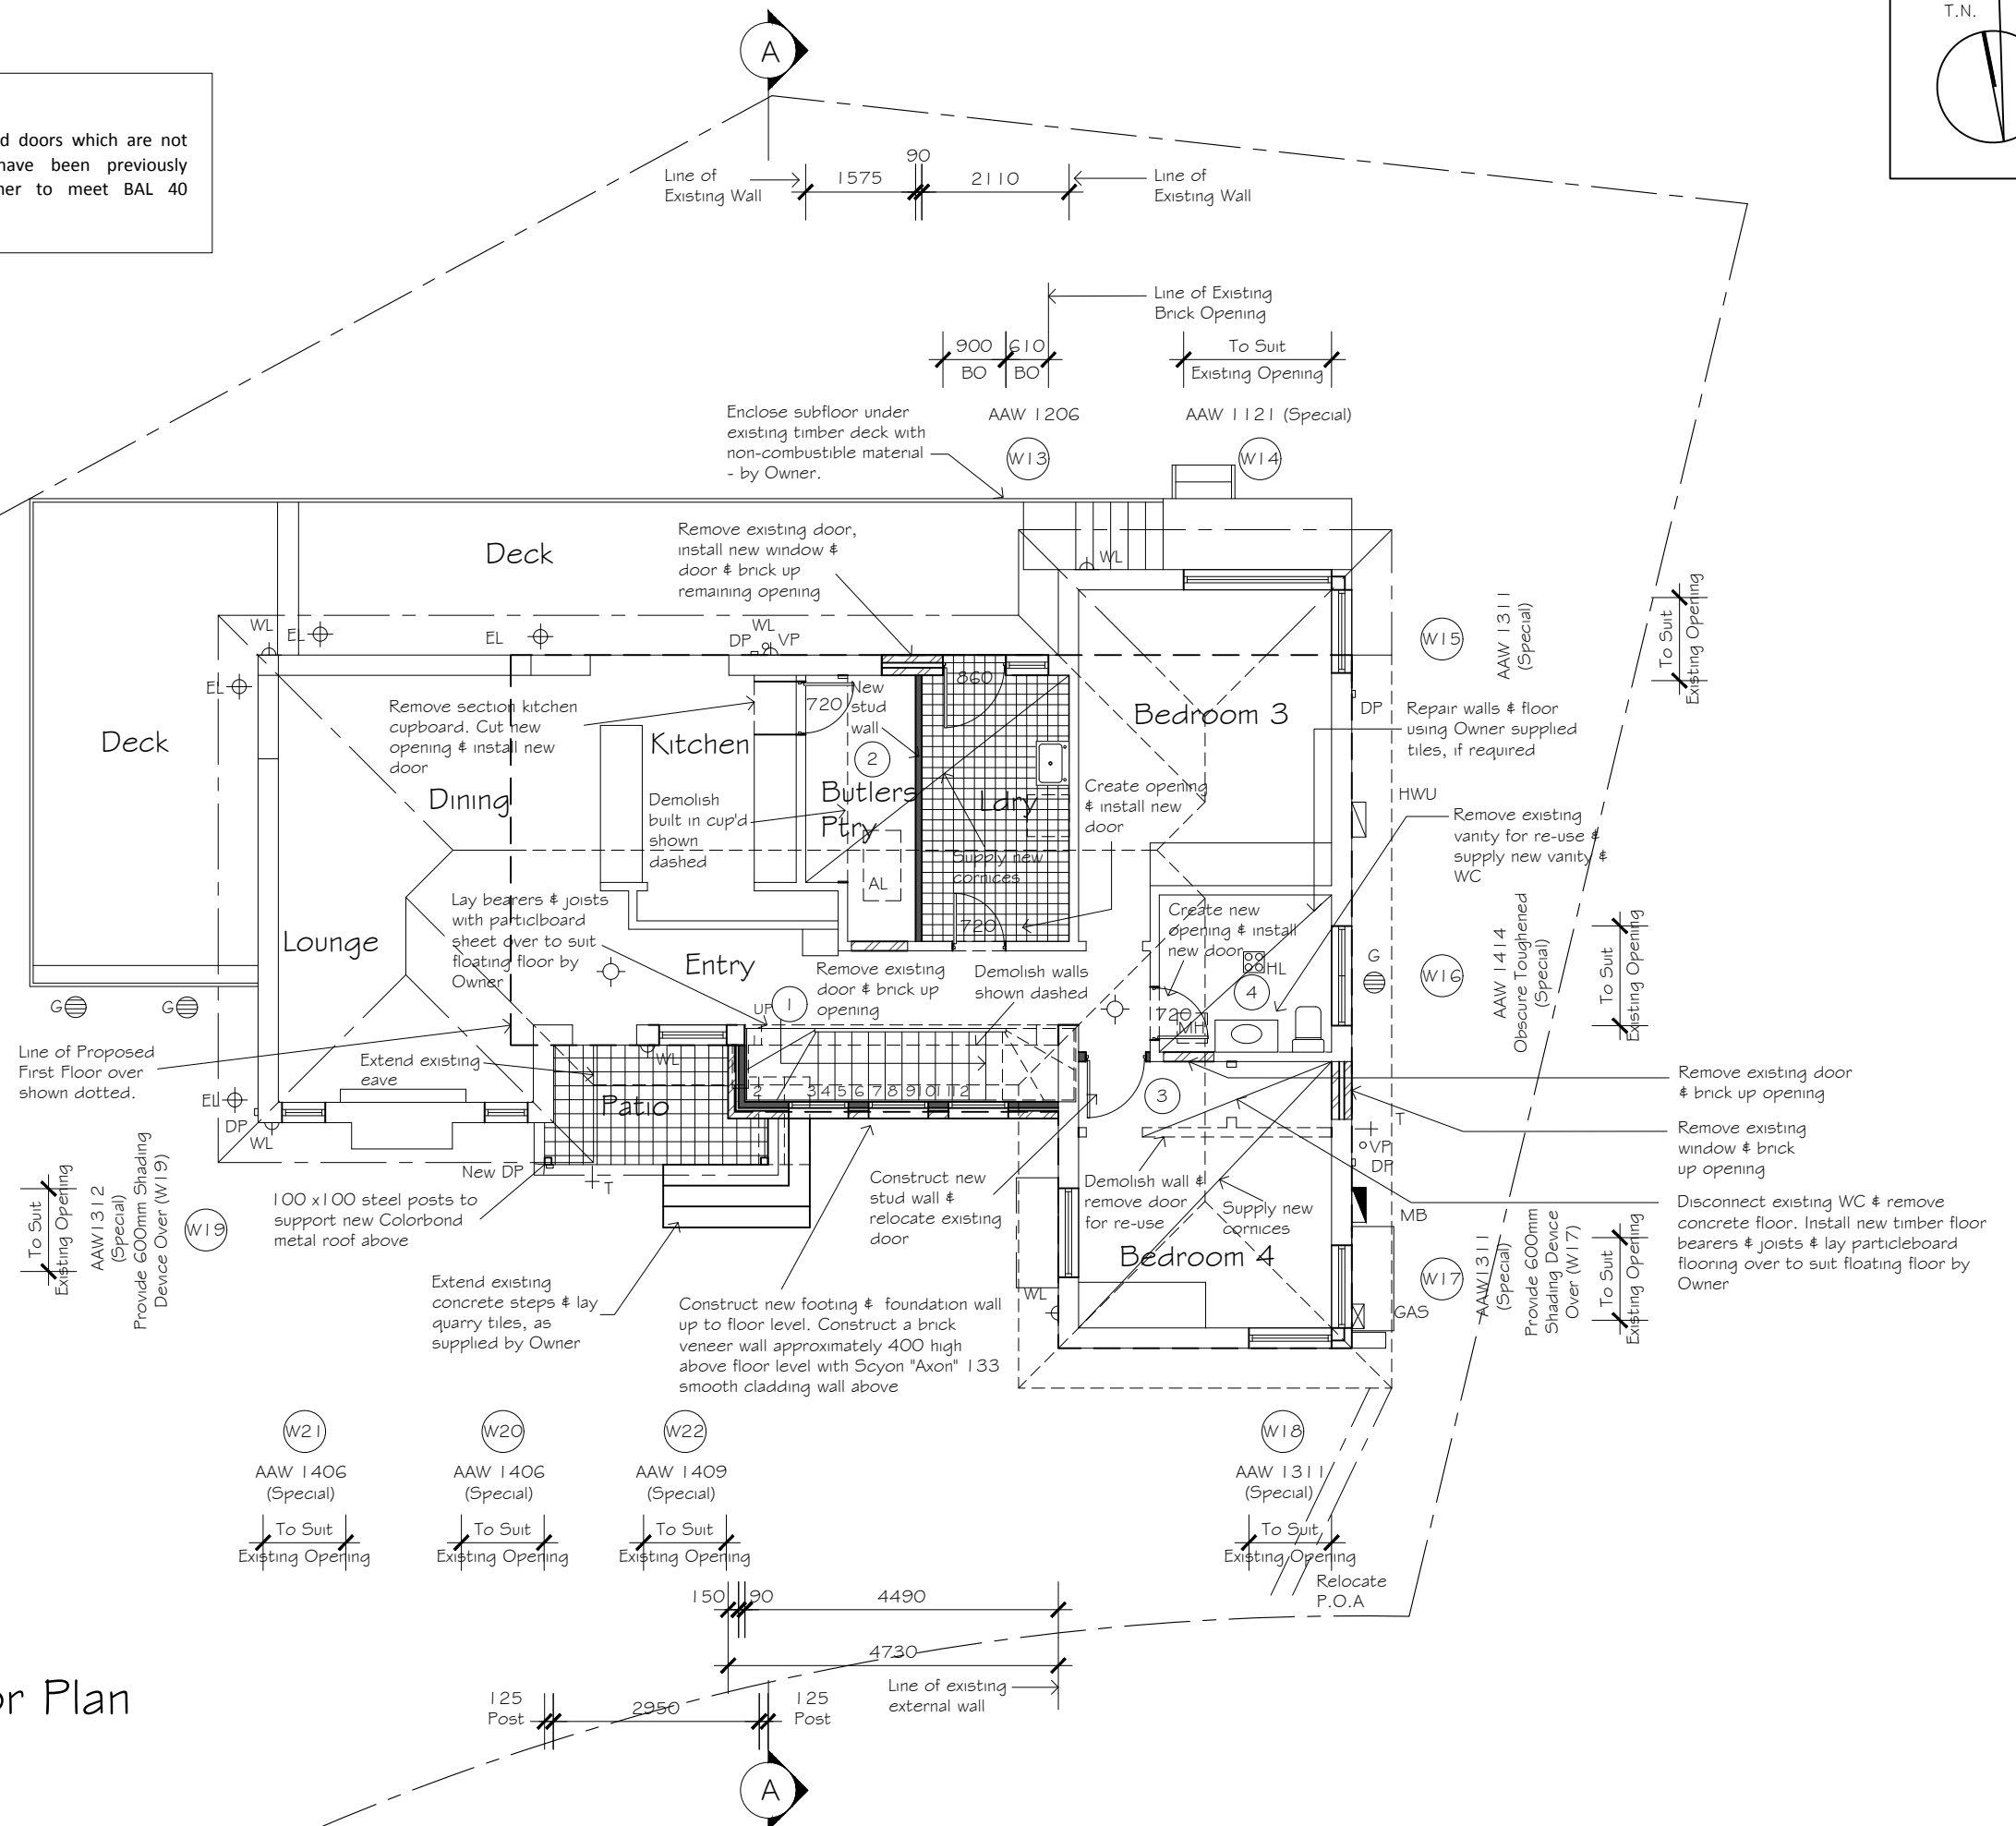 T.N.
A
d doors which are not
have been previously
ner to meet BAL 40
Line of
Existing Wall
1575
90
2110
Line of
Existing Wall
Line of Existing
Brick Opening
900
610
BO
BO
To Suit
Existing Opening
AAW 1206
AAW 1121 (Special)
W13
W14
Enclose subfloor under
existing timber deck with
non-combustible material
- by Owner.
Remove existing door,
install new window &
door & brick up
remaining opening
Deck
WL
WL
EL
EL
WL
DP
VP
EL
W15
AAW 1311
(Special)
To Suit
Existing Opening
Deck
Remove section kitchen
cupboard. Cut new
opening & install new
door
Kitchen
720
New
stud
wall
860
2
Bedroom 3
DP
Repair walls & floor
using Owner supplied
tiles, if required
Dining
Demolish
built in cup'd
shown
dashed
Butlers
Ptry
Ldry
Create opening
& install new
door
HWU
Remove existing
vanity for re-use &
supply new vanity &
WC
Supply new
cornices
AL
Lay bearers & joists
with particlboard
sheet over to suit
floating floor by
Owner
Lounge
Entry
720
Create new
opening & install
new door
HL
4
720
MH
G
W16
AAW 1414
Obscure Toughened
(Special)
To Suit
Existing Opening
Remove existing
door & brick up
opening
Demolish walls
shown dashed
1
UP
G
G
Line of Proposed
First Floor over
shown dotted.
Extend existing
eave
WL
1
2
3 4 5 6 7 8 9 10 11 12
Patio
3
Remove existing door
& brick up opening
EL
DP
WL
T
VP
DP
Remove existing
window & brick
up opening
New DP
T
To Suit
Existing Opening
AAW1312
(Special)
Provide 600mm Shading
Device Over (W19)
W19
100 x100 steel posts to
support new Colorbond
metal roof above
Construct new
stud wall &
relocate existing
door
Demolish wall &
remove door
for re-use
Supply new
cornices
MB
Disconnect existing WC & remove
concrete floor. Install new timber floor
bearers & joists & lay particleboard
flooring over to suit floating floor by
Owner
Bedroom 4
W17
AAW1311
(Special)
Provide 600mm
Shading Device
Over (W17)
To Suit
Existing Opening
GAS
WL
Extend existing
concrete steps & lay
quarry tiles, as
supplied by Owner
Construct new footing & foundation wall
up to floor level. Construct a brick
veneer wall approximately 400 high
above floor level with Scyon "Axon" 133
smooth cladding wall above
W21
AAW 1406
(Special)
To Suit
Existing Opening
W20
AAW 1406
(Special)
To Suit
Existing Opening
W22
AAW 1409
(Special)
To Suit
Existing Opening
W18
AAW 1311
(Special)
To Suit
Existing Opening
Relocate
P.O.A
150
90
4490
4730
Line of existing
external wall
125
Post
2950
125
Post
or Plan
A